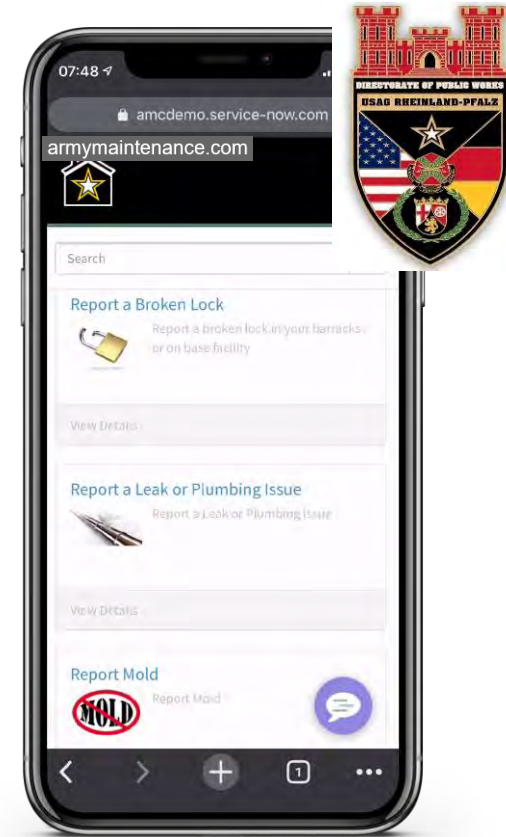 07:48
amcdemo.service-now.com
armymaintenance.com
DIRECTORATE OF PUBLIC WORKS
USAG RHEINLAND-PFALZ
Search
Report a Broken Lock
Report a broken lock in your barracks
or on base facility
View Details
Report a Leak or Plumbing Issue
Report a Leak or Plumbing Issue
View Details
Report Mold
MOLD
Report Mold
1